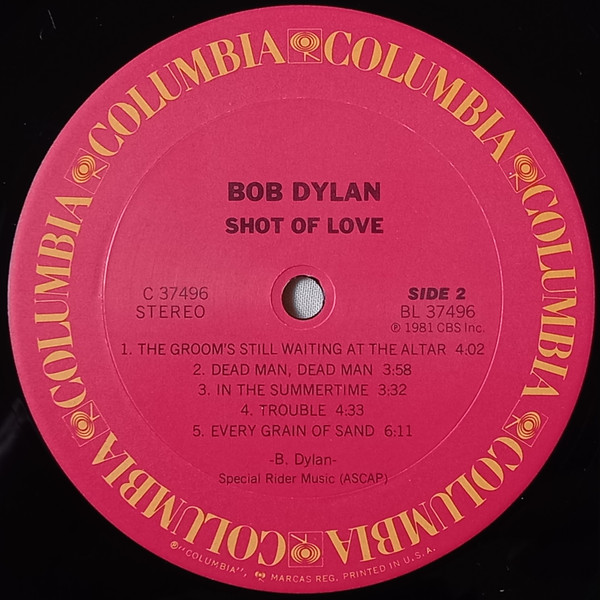 COLUMBIA COLUMBIA COLUMBIA COLUMBIA COLUMBIA COLUMBIA COLUMBIA COLUMBIA
BOB DYLAN
SHOT OF LOVE
C 37496
STEREO
SIDE 2
BL 37496
℗ 1981 CBS Inc.
1. THE GROOM'S STILL WAITING AT THE ALTAR 4:02
2. DEAD MAN, DEAD MAN 3:58
3. IN THE SUMMERTIME 3:32
4. TROUBLE 4:33
5. EVERY GRAIN OF SAND 6:11
-B. Dylan-
Special Rider Music (ASCAP)
®"COLUMBIA", MARCAS REG. PRINTED IN U.S.A.